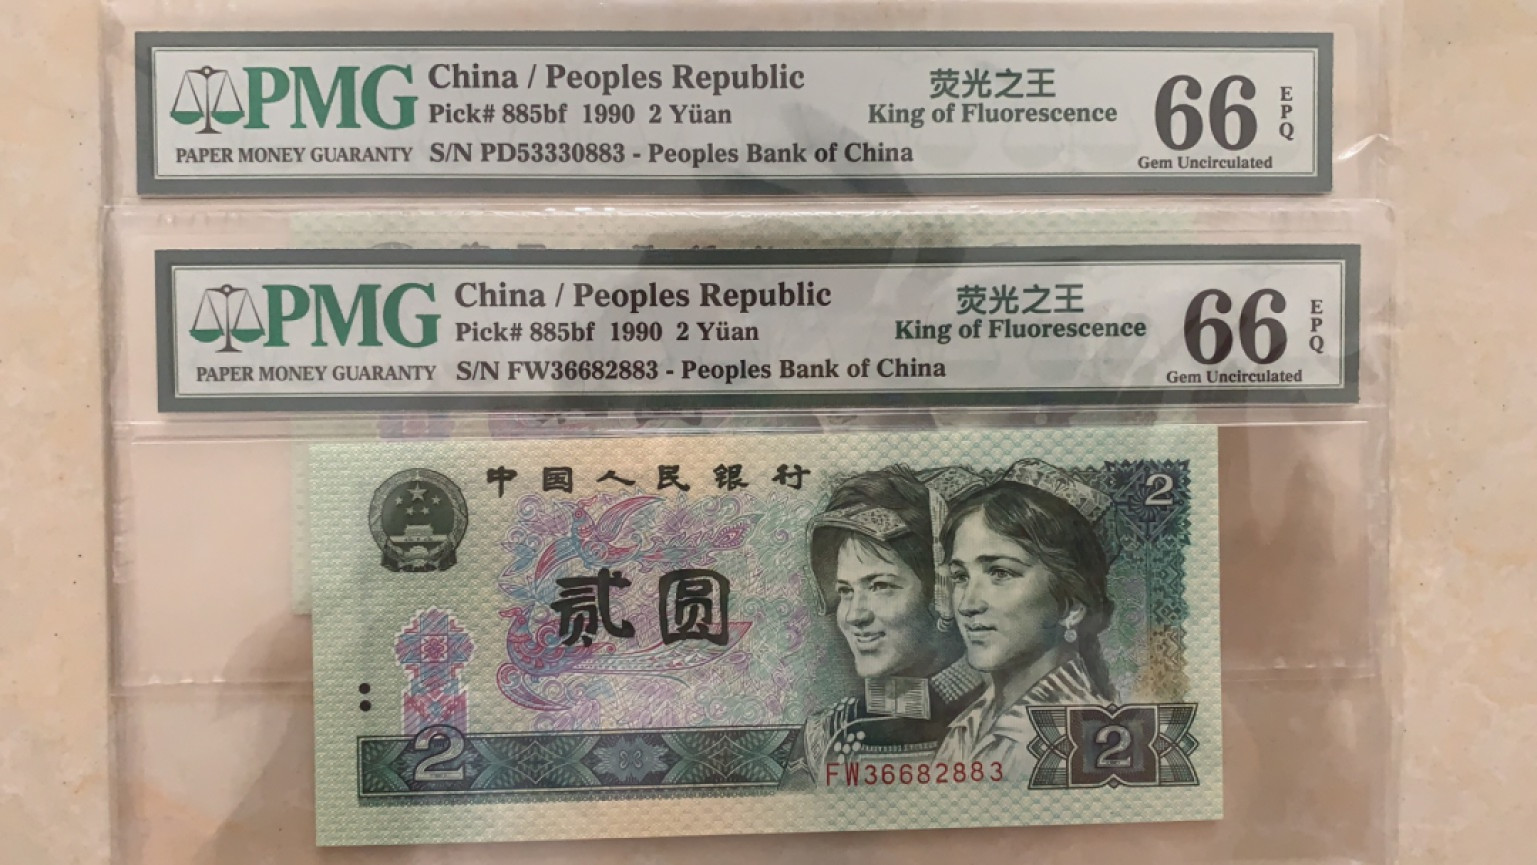 PMG
PAPER MONEY GUARANTY
China / Peoples Republic
Pick# 885bf 1990 2 Yüan
S/N PD53330883 - Peoples Bank of China
荧光之王
King of Fluorescence
66
EPQ
Gem Uncirculated
PMG
PAPER MONEY GUARANTY
China / Peoples Republic
Pick# 885bf 1990 2 Yüan
S/N FW36682883 - Peoples Bank of China
荧光之王
King of Fluorescence
66
EPQ
Gem Uncirculated
中国人民银行
2
贰圆
2
FW36682883
2